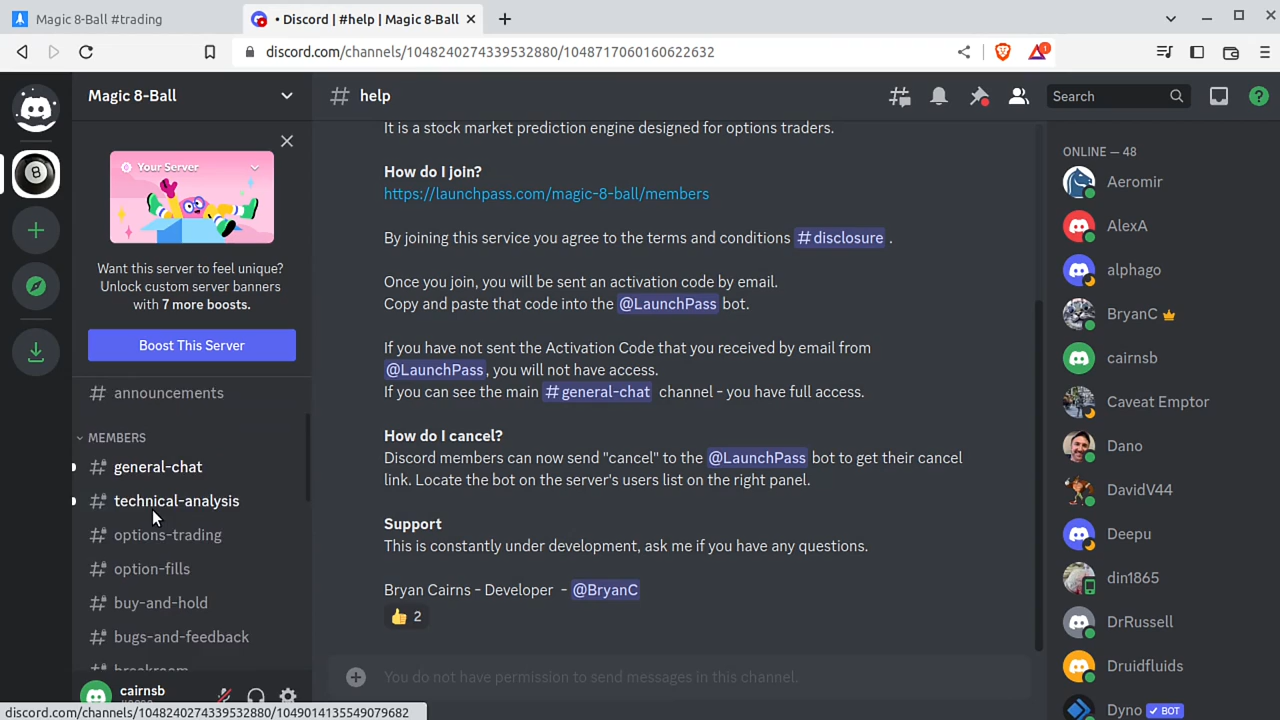 Magic 8-Ball #trading
• Discord | #help | Magic 8-Ball
discord.com/channels/1048240274339532880/1048717060160622632
1
Magic 8-Ball
# help
Search
Your Server
Want this server to feel unique?
Unlock custom server banners
with 7 more boosts.
Boost This Server
announcements
MEMBERS
general-chat
technical-analysis
options-trading
option-fills
buy-and-hold
bugs-and-feedback
breakroom
cairnsb
discord.com/channels/1048240274339532880/1049014135549079682
It is a stock market prediction engine designed for options traders.
How do I join?
https://launchpass.com/magic-8-ball/members
By joining this service you agree to the terms and conditions # disclosure .
Once you join, you will be sent an activation code by email.
Copy and paste that code into the @LaunchPass bot.
If you have not sent the Activation Code that you received by email from
@LaunchPass, you will not have access.
If you can see the main # general-chat channel - you have full access.
How do I cancel?
Discord members can now send "cancel" to the @LaunchPass bot to get their cancel
link. Locate the bot on the server's users list on the right panel.
Support
This is constantly under development, ask me if you have any questions.
Bryan Cairns - Developer - @BryanC
👍 2
You do not have permission to send messages in this channel.
ONLINE — 48
Aeromir
AlexA
alphago
BryanC
cairnsb
Caveat Emptor
Dano
DavidV44
Deepu
din1865
DrRussell
Druidfluids
Dyno ✓ BOT